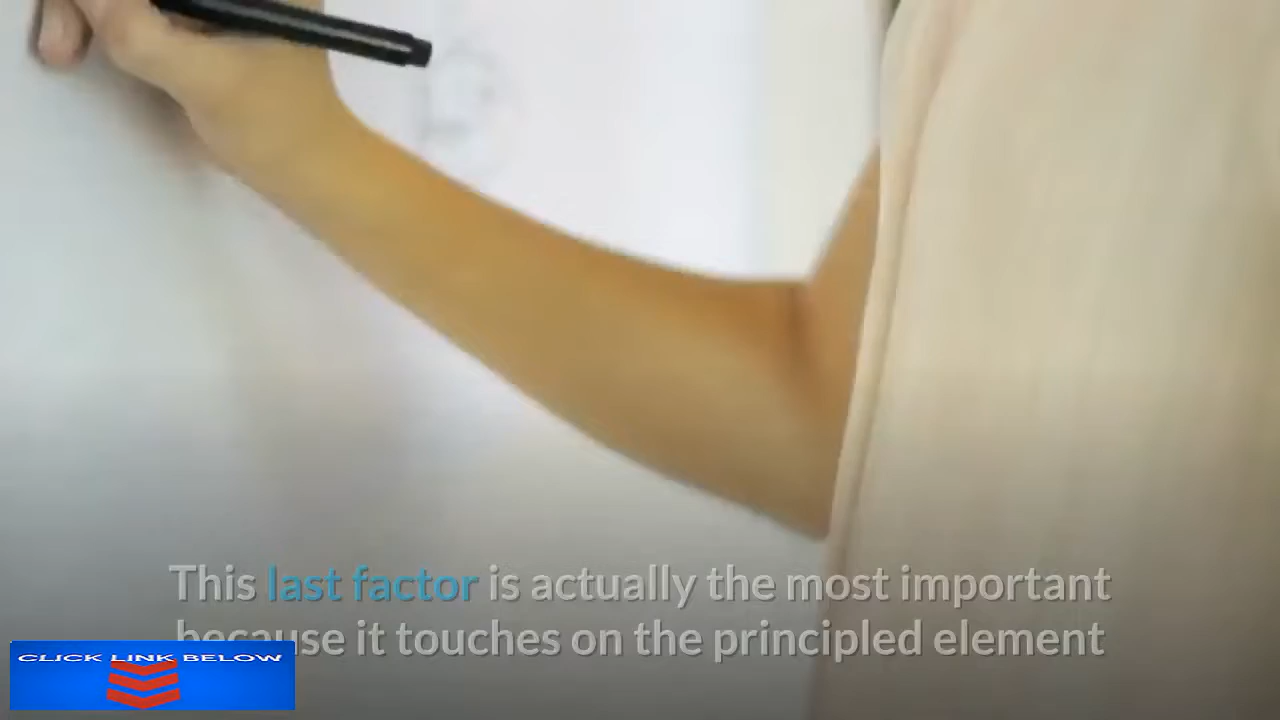 This last factor is actually the most important
because it touches on the principled element
CLICK LINK BELOW